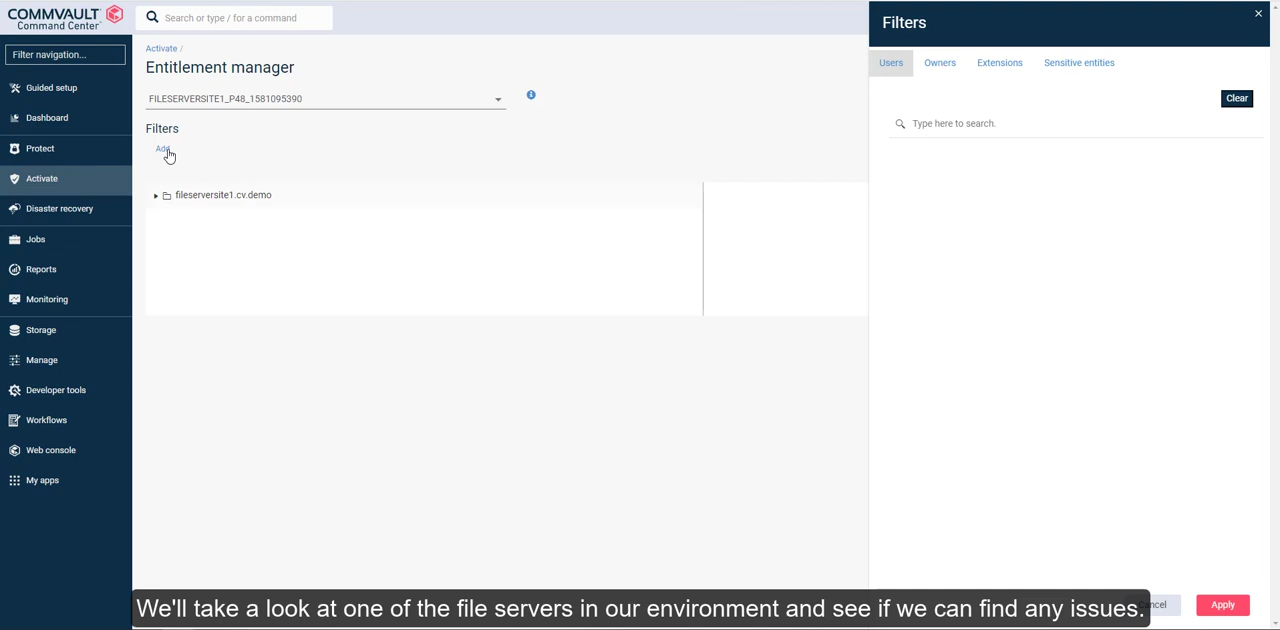 COMMVAULT
Command Center
Search or type / for a command
Filter navigation...
Guided setup
Dashboard
Protect
Activate
Disaster recovery
Jobs
Reports
Monitoring
Storage
Manage
Developer tools
Workflows
Web console
My apps
Activate /
Entitlement manager
FILESERVERSITE1_P48_1581095390
Filters
Add
fileserversite1.cv.demo
Filters
Users Owners Extensions Sensitive entities
Clear
Type here to search.
Apply
We'll take a look at one of the file servers in our environment and see if we can find any issues.